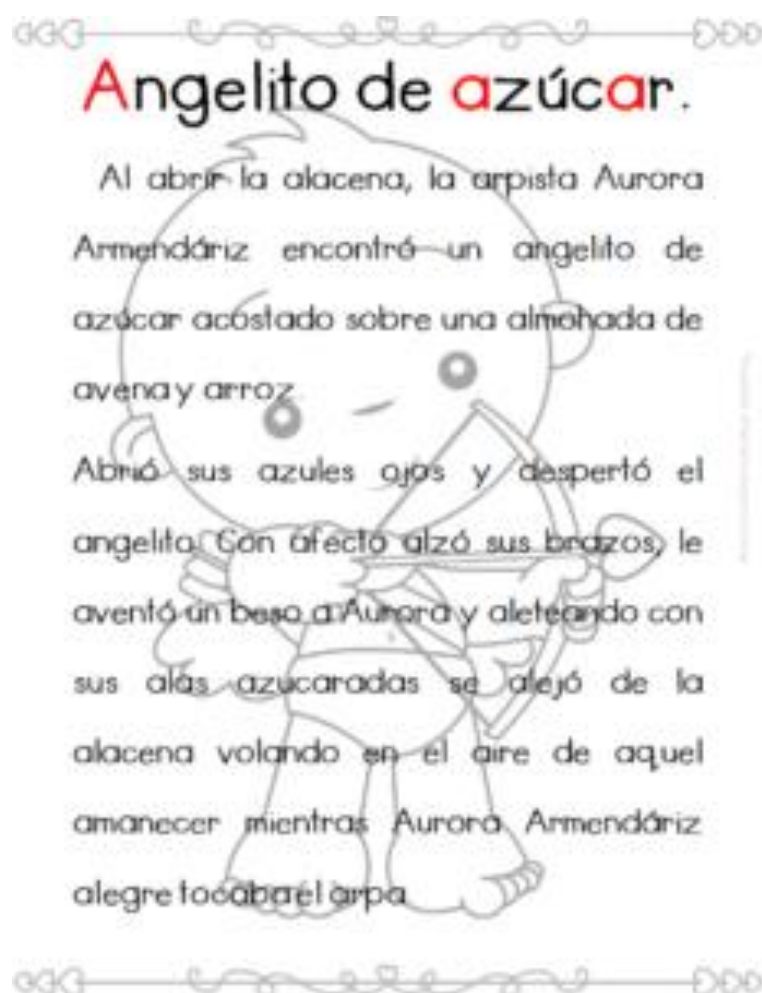 Angelito de azúcar.
Al abrir la alacena, la arpista Aurora
Armendáriz encontró un angelito de
azúcar acostado sobre una almohada de
avena y arroz.
Abrió sus azules ojos y despertó el
angelito. Con afecto alzó sus brazos, le
aventó un beso a Aurora y aleteando con
sus alas azucaradas se alejó de la
alacena volando en el aire de aquel
amanecer mientras Aurora Armendáriz
alegre tocaba el arpa